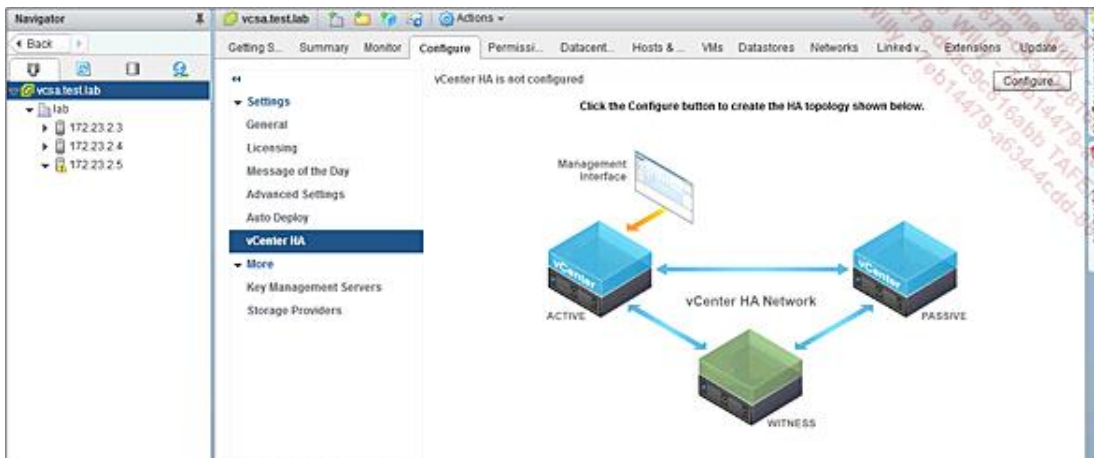 Navigator
Back
vcsa.test.lab
lab
172.23.2.3
172.23.2.4
172.23.2.5
vcsa.test.lab
Actions
Getting S...
Summary
Monitor
Configure
Permissi...
Datacent...
Hosts & ...
VMs
Datastores
Networks
Linked v...
Extensions
Update
Settings
General
Licensing
Message of the Day
Advanced Settings
Auto Deploy
vCenter HA
More
Key Management Servers
Storage Providers
vCenter HA is not configured
Configure...
Click the Configure button to create the HA topology shown below.
Management
Interface
vCenter
vCenter
vCenter HA Network
ACTIVE
PASSIVE
WITNESS